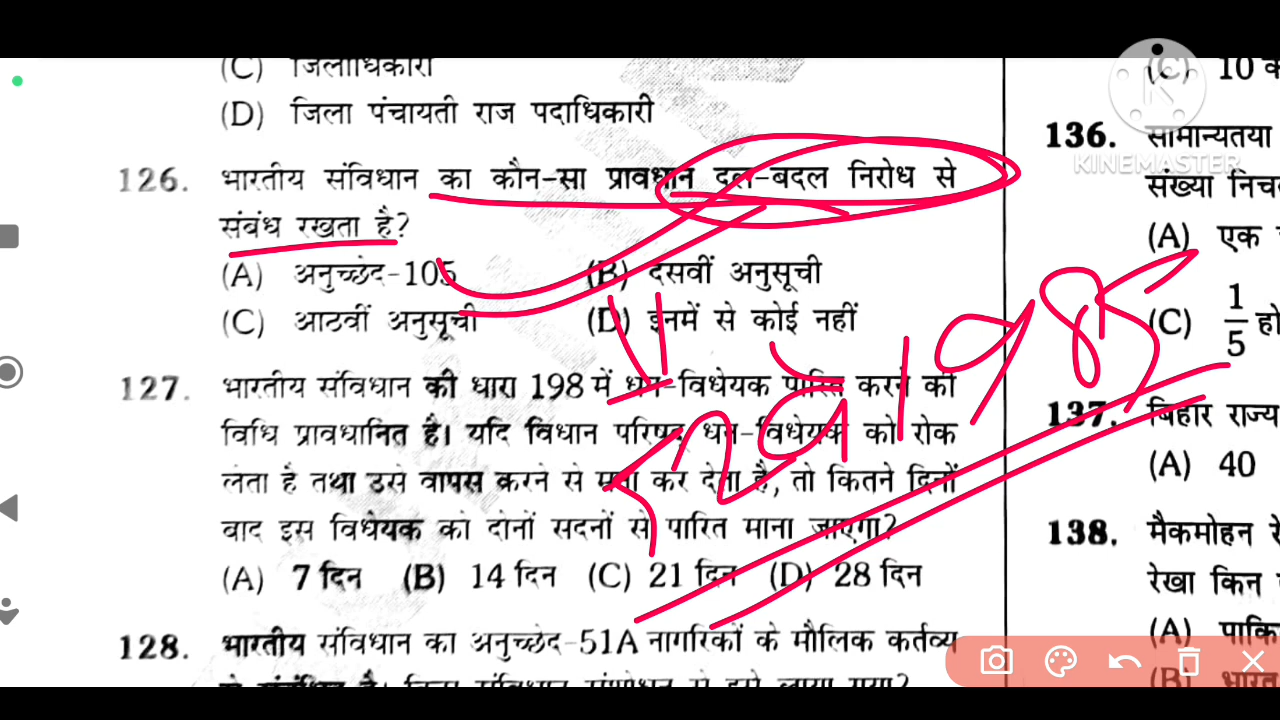 (C) जिलाधिकारी
(D) जिला पंचायती राज पदाधिकारी
126. भारतीय संविधान का कौन-सा प्रावधान दल-बदल निरोध से
संबंध रखता है?
(A) अनुच्छेद-105 (B) दसवीं अनुसूची
(C) आठवीं अनुसूची (D) इनमें से कोई नहीं
127. भारतीय संविधान की धारा 198 में धन-विधेयक पारित करने की
विधि प्रावधानित है। यदि विधान परिषद् धन-विधेयक को रोक
लेता है तथा उसे वापस करने से मना कर देता है, तो कितने दिनों
बाद इस विधेयक को दोनों सदनों से पारित माना जाएगा?
(A) 7 दिन (B) 14 दिन (C) 21 दिन (D) 28 दिन
128. भारतीय संविधान का अनुच्छेद-51A नागरिकों के मौलिक कर्तव्य
52वां 1985
(C) 10
136. सामान्यतया
संख्या
(A) एक
(C) 1/5
137. बिहार राज्य
(A) 40
138. मैकमोहन
रेखा किन
(A)
(B) भारत
KINEMASTER